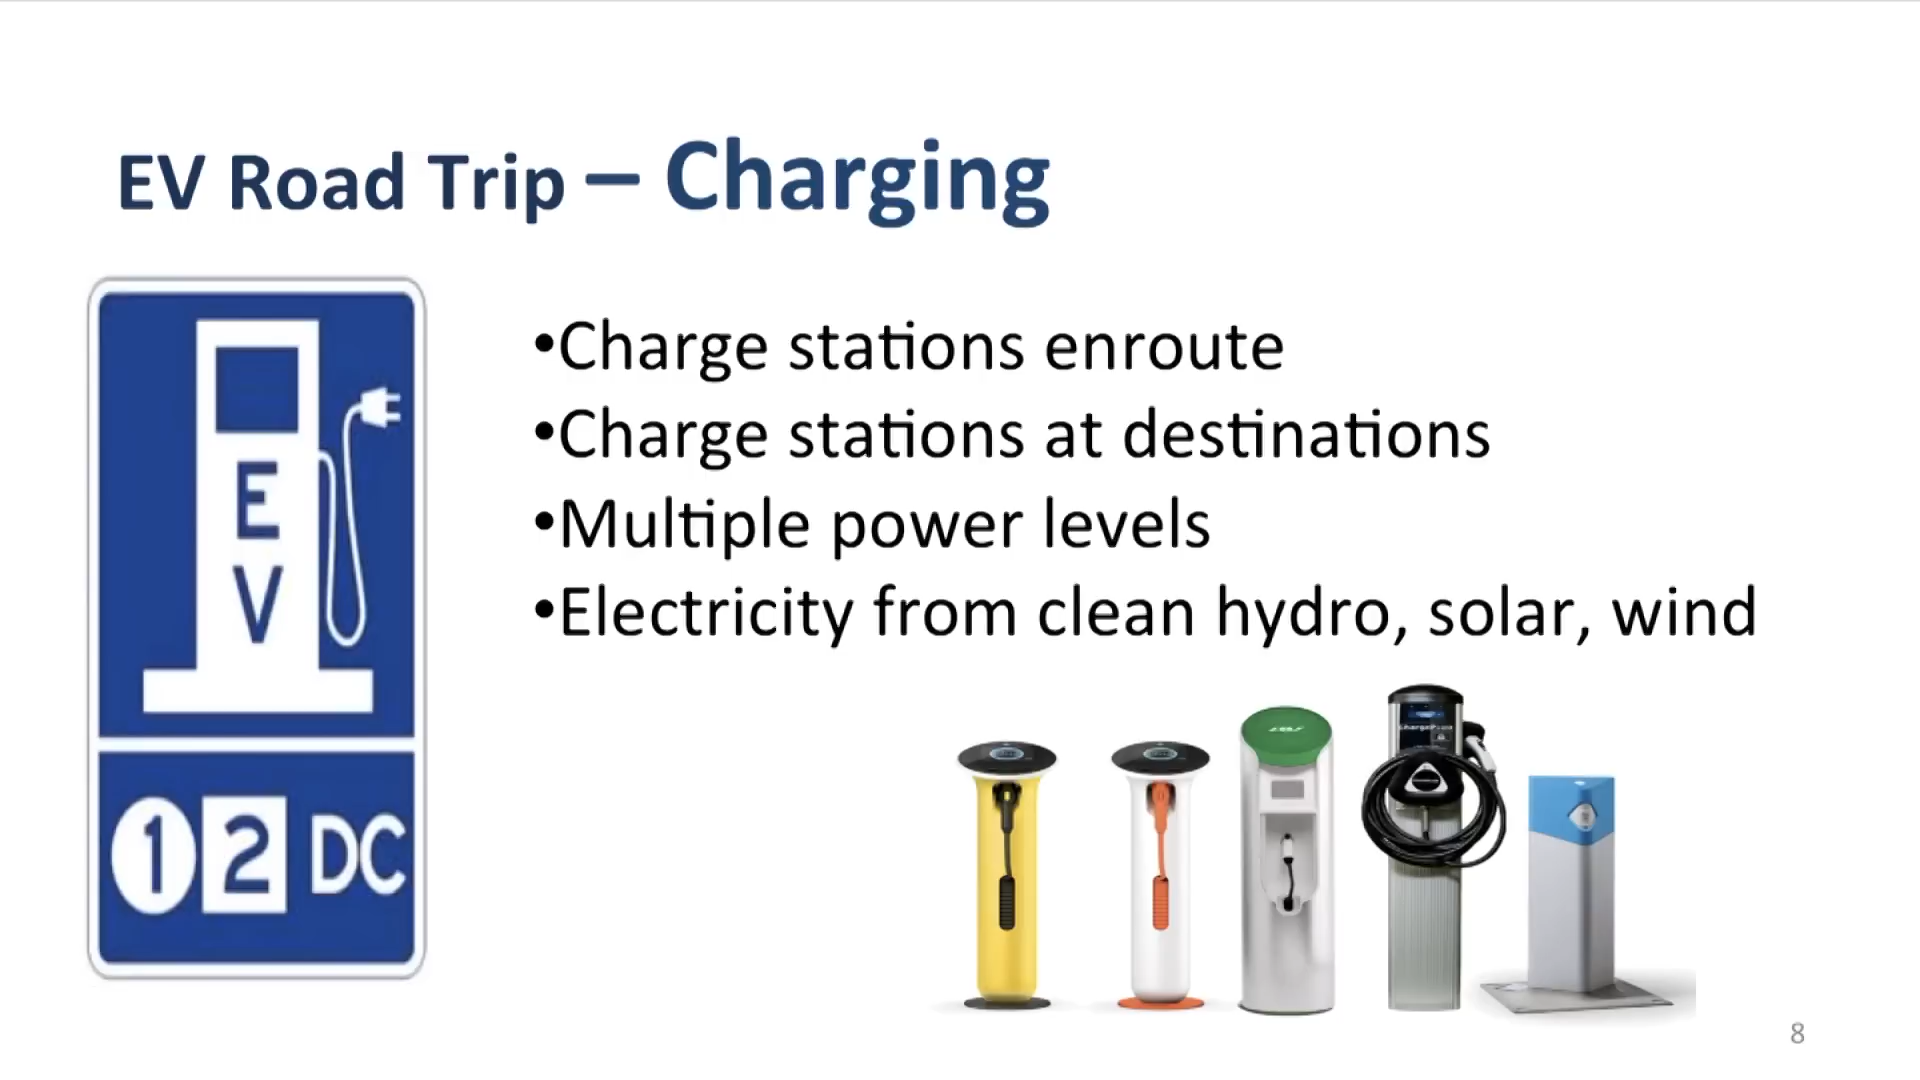 EV Road Trip – Charging
E
V
1 2 DC
•Charge stations enroute
•Charge stations at destinations
•Multiple power levels
•Electricity from clean hydro, solar, wind
8